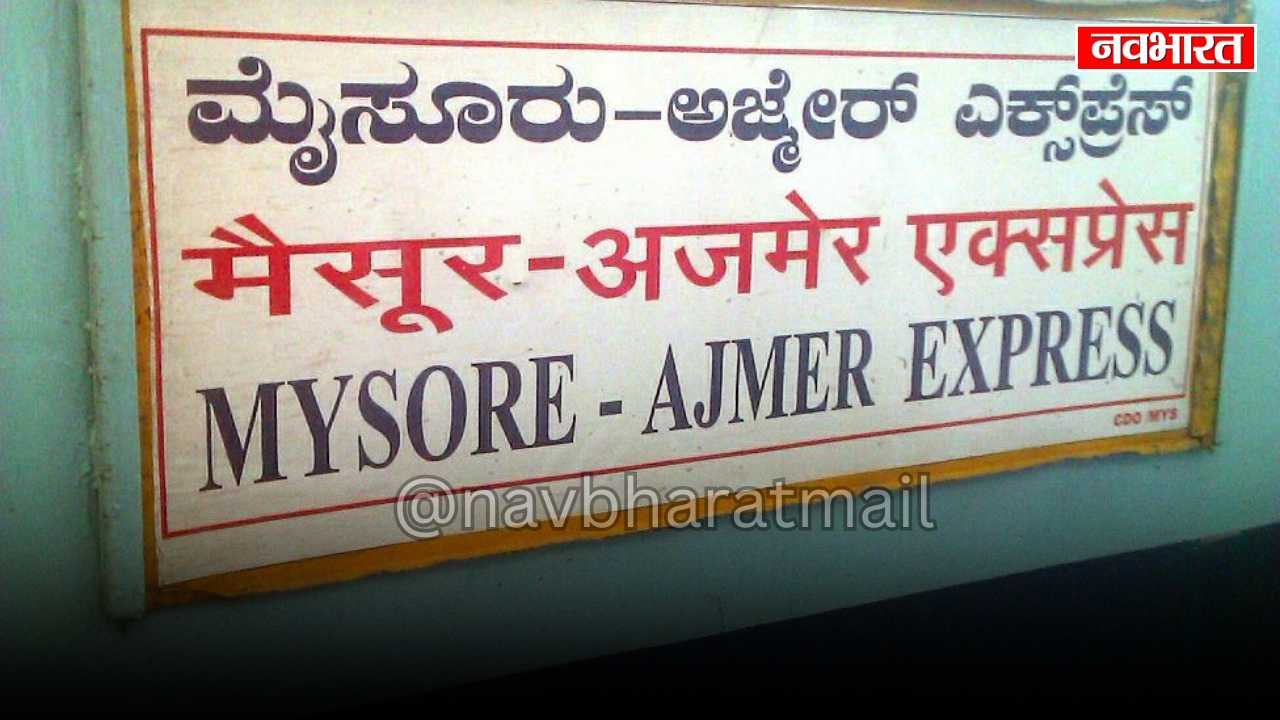 नवभारत
ಮೈಸೂರು-ಅಜ್ಮೇರ್ ಎಕ್ಸ್‌ಪ್ರೆಸ್
मैसूर-अजमेर एक्सप्रेस
MYSORE - AJMER EXPRESS
CDO/MYS
@navbharatmail